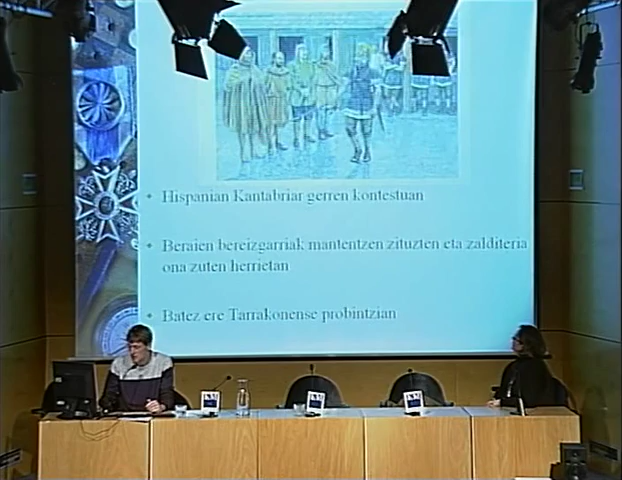 • Hispanian Kantabriar gerren kontestuan
• Beraien bereizgarriak mantentzen zituzten eta zalditeria
ona zuten herrietan
• Batez ere Tarrakonense probintzian